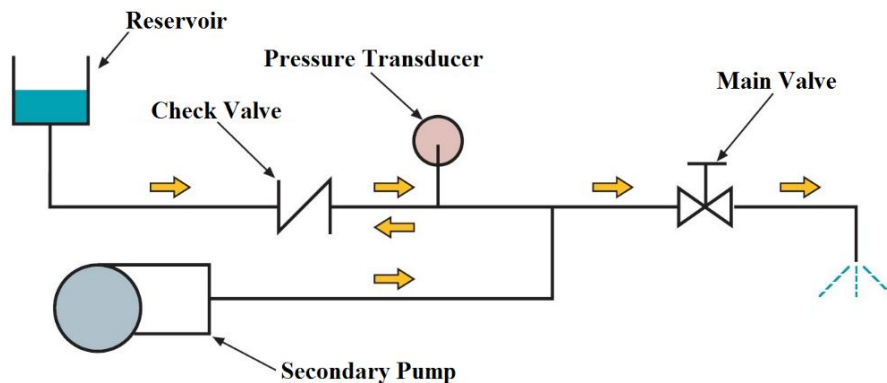 Reservoir
Pressure Transducer
Main Valve
Check Valve
Secondary Pump